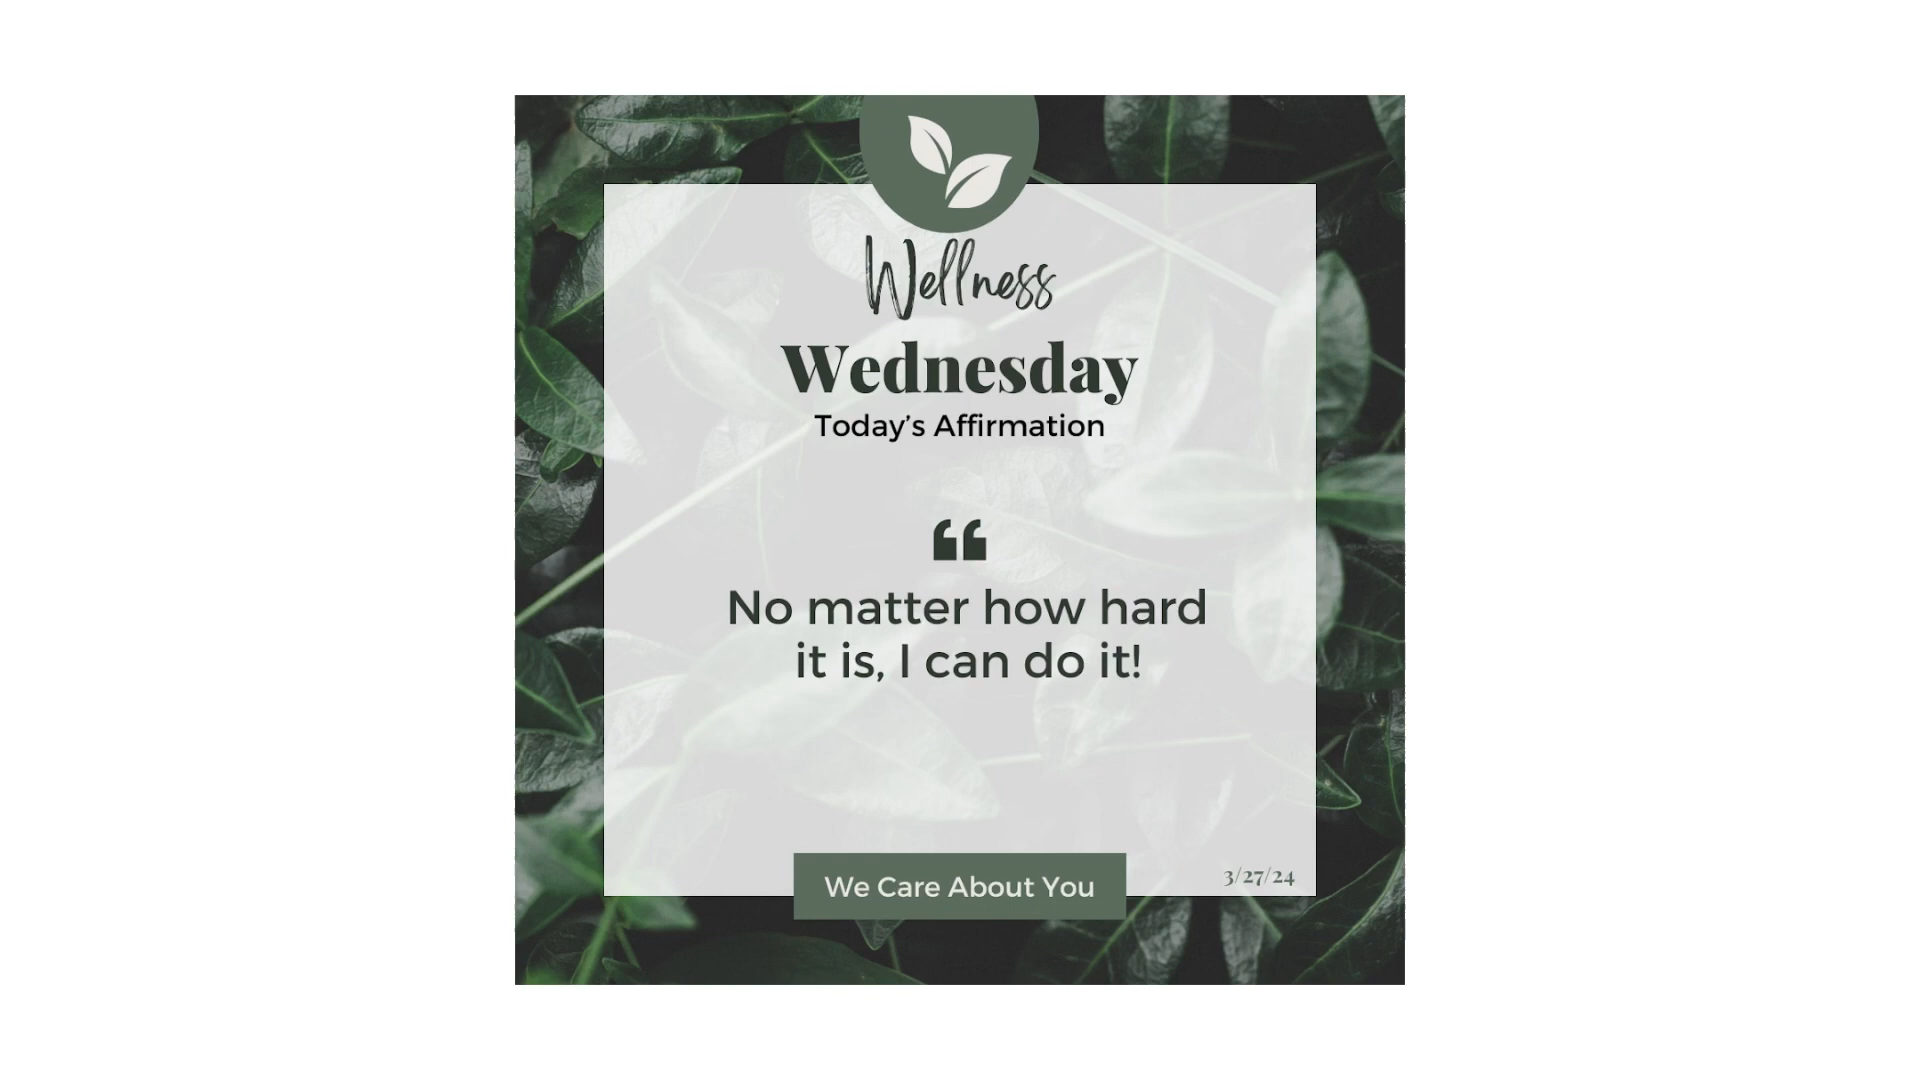 Wellness
Wednesday
Today’s Affirmation
“
No matter how hard
it is, I can do it!
We Care About You
3/27/24